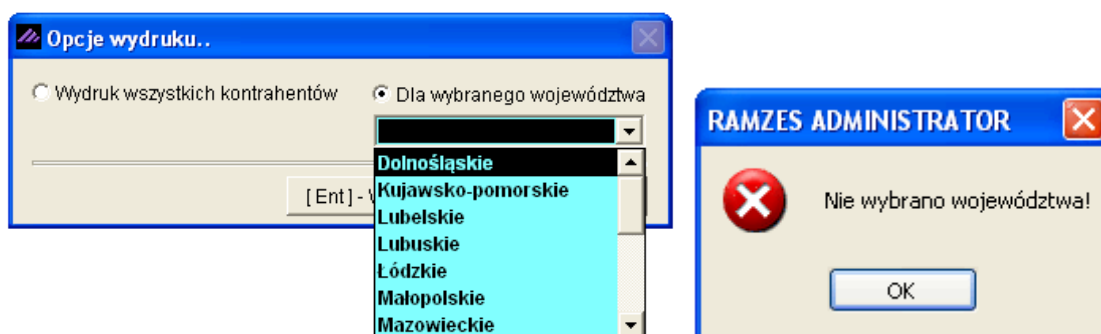 Opcje wydruku..
Wydruk wszystkich kontrahentów
Dla wybranego województwa
Dolnośląskie
[ Ent ] -
Kujawsko-pomorskie
Lubelskie
Lubuskie
Łódzkie
Małopolskie
Mazowieckie
RAMZES ADMINISTRATOR
Nie wybrano województwa!
OK